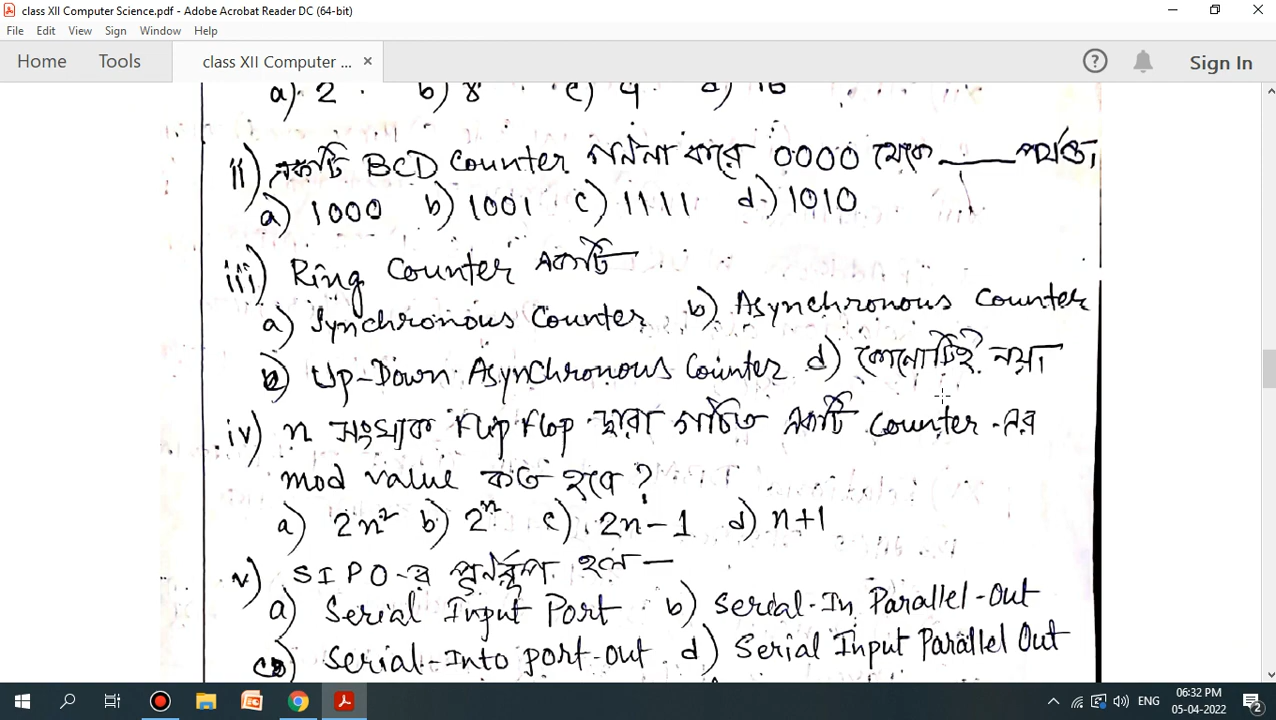 class XII Computer Science.pdf - Adobe Acrobat Reader DC (64-bit)
File Edit View Sign Window Help
Home Tools class XII Computer ... × Sign In
a) 2 b) 8 c) 4 d) 16
ii) একটি BCD Counter গননা করে 0000 থেকে ____ পর্যন্ত।
a) 1000 b) 1001 c) 1111 d) 1010
iii) Ring Counter একটি —
a) Synchronous Counter b) Asynchronous Counter
c) Up-Down Asynchronous Counter d) কোনোটিই নয়।
iv) n সংখ্যক Flip Flop দ্বারা গঠিত একটি Counter-এর
mod value কত হবে?
a) 2n² b) 2ⁿ c) 2n-1 d) n+1
v) SIPO-র পূর্ণরূপ হল —
a) Serial Input Port b) Serial-In Parallel-Out
c) Serial-Into port-out d) Serial Input Parallel Out
ENG 06:32 PM
05-04-2022 2